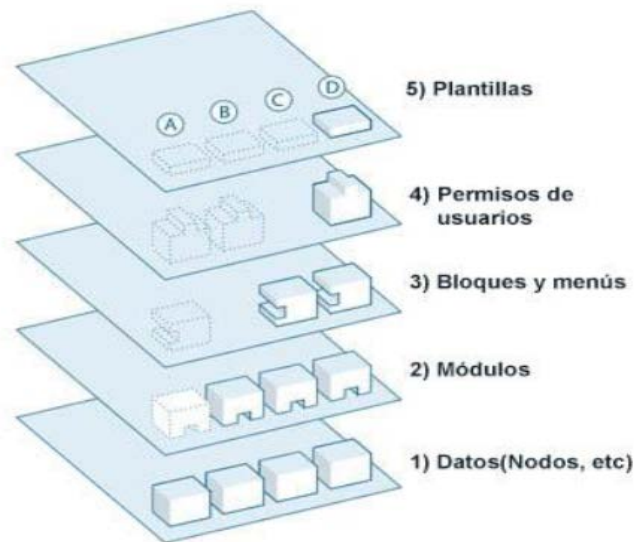 A
B
C
D
5) Plantillas
4) Permisos de
usuarios
3) Bloques y menús
2) Módulos
1) Datos(Nodos, etc)